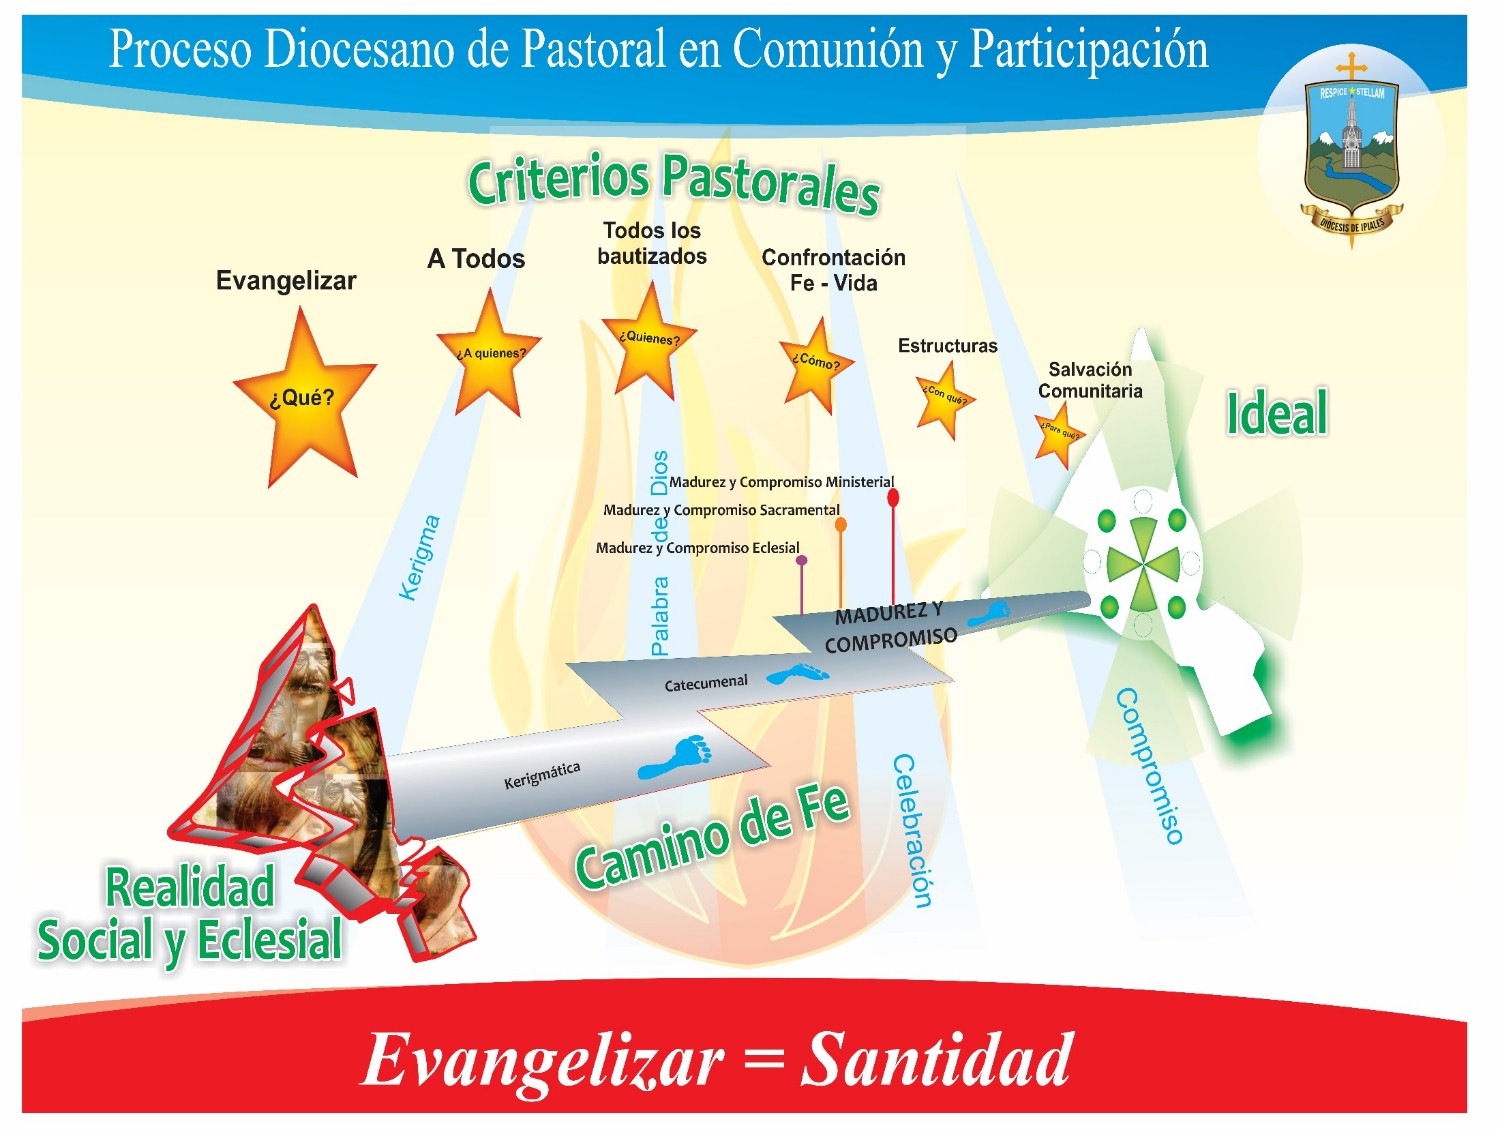 Proceso Diocesano de Pastoral en Comunión y Participación
RESPICE STELLAM
DIÓCESIS DE IPIALES
Criterios Pastorales
Evangelizar
¿Qué?
A Todos
¿A quienes?
Todos los
bautizados
¿Quienes?
Confrontación
Fe - Vida
¿Cómo?
Estructuras
¿Con qué?
Salvación
Comunitaria
¿Para qué?
Ideal
Kerigma
Palabra de Dios
Celebración
Compromiso
Madurez y Compromiso Ministerial
Madurez y Compromiso Sacramental
Madurez y Compromiso Eclesial
MADUREZ Y
COMPROMISO
Catecumenal
Kerigmática
Camino de Fe
Realidad
Social y Eclesial
Evangelizar = Santidad